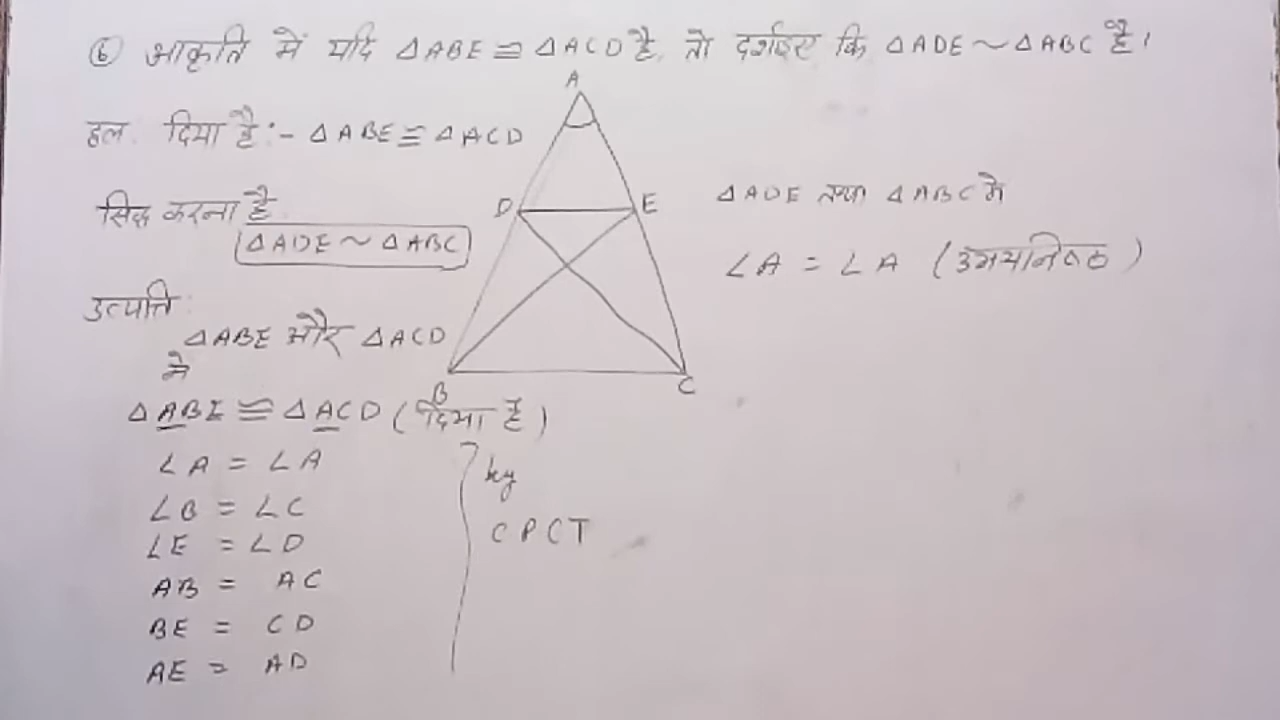 ⑥ आकृति में यदि △ABE ≅ △ACD है, तो दर्शाइए कि △ADE ~ △ABC है।
हल. दिया है:- △ABE ≅ △ACD
सिद्ध करना है
△ADE ~ △ABC
उत्पत्ति:
△ABE और △ACD
मे
△ABE ≅ △ACD (दिया है)
∠A = ∠A
∠B = ∠C
∠E = ∠D
AB = AC
BE = CD
AE = AD
by
CPCT
A
D
E
B
C
△ADE तथा △ABC मे
∠A = ∠A (उभयनिष्ठ)